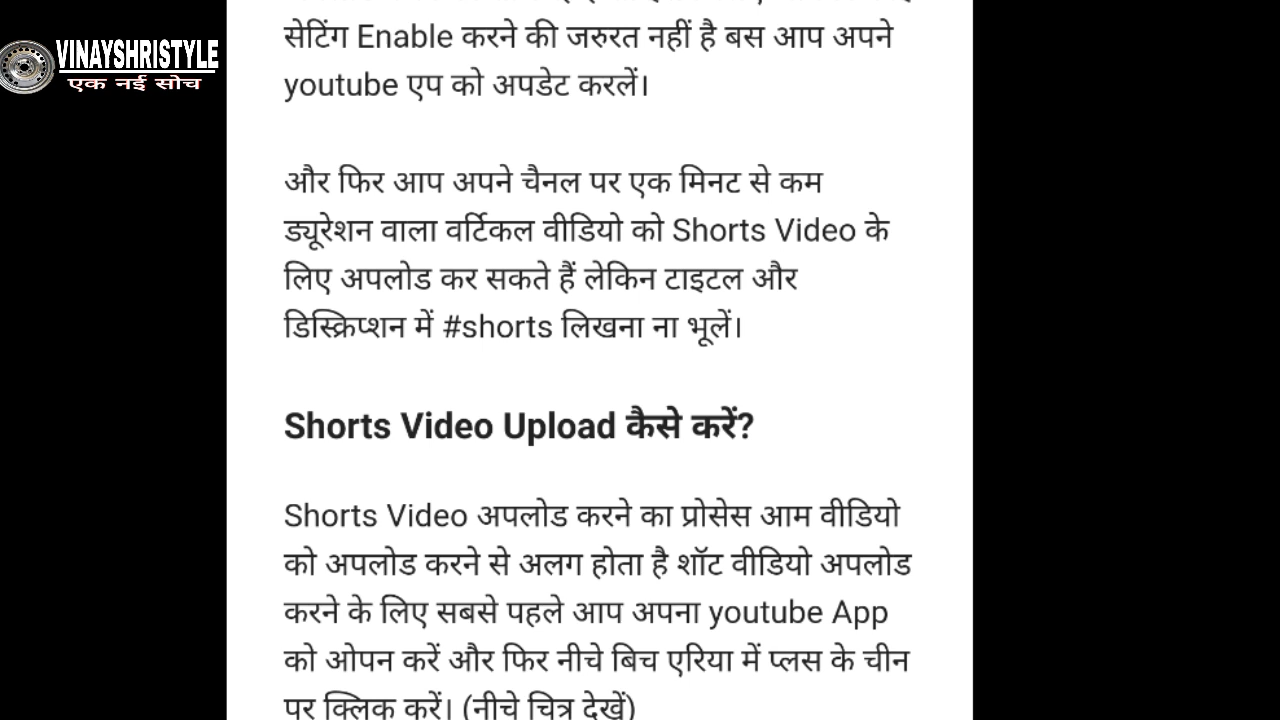 VINAYSHRISTYLE
एक नई सोच
सेटिंग Enable करने की जरुरत नहीं है बस आप अपने
youtube एप को अपडेट करलें।
और फिर आप अपने चैनल पर एक मिनट से कम
ड्यूरेशन वाला वर्टिकल वीडियो को Shorts Video के
लिए अपलोड कर सकते हैं लेकिन टाइटल और
डिस्क्रिप्शन में #shorts लिखना ना भूलें।
Shorts Video Upload कैसे करें?
Shorts Video अपलोड करने का प्रोसेस आम वीडियो
को अपलोड करने से अलग होता है शॉट वीडियो अपलोड
करने के लिए सबसे पहले आप अपना youtube App
को ओपन करें और फिर नीचे बिच एरिया में प्लस के चीन
पर क्लिक करें। (नीचे चित्र देखें)